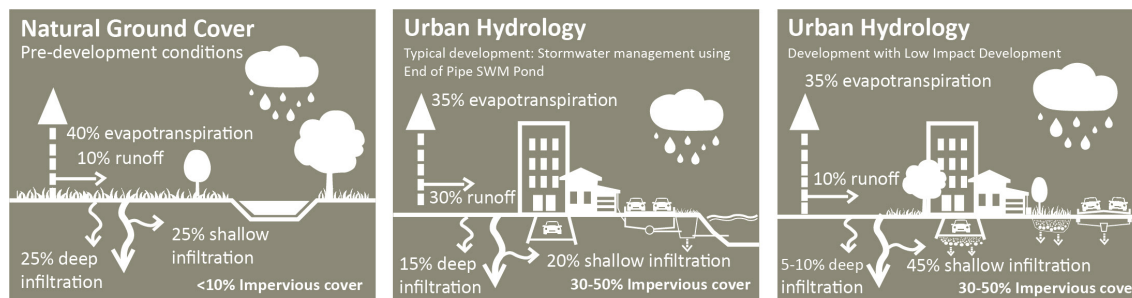 Natural Ground Cover
Pre-development conditions
40% evapotranspiration
10% runoff
25% shallow
infiltration
25% deep
infiltration
<10% Impervious cover
Urban Hydrology
Typical development: Stormwater management using
End of Pipe SWM Pond
35% evapotranspiration
30% runoff
15% deep
infiltration
20% shallow infiltration
30-50% Impervious cover
Urban Hydrology
Development with Low Impact Development
35% evapotranspiration
10% runoff
5-10% deep
infiltration
45% shallow infiltration
30-50% Impervious cove